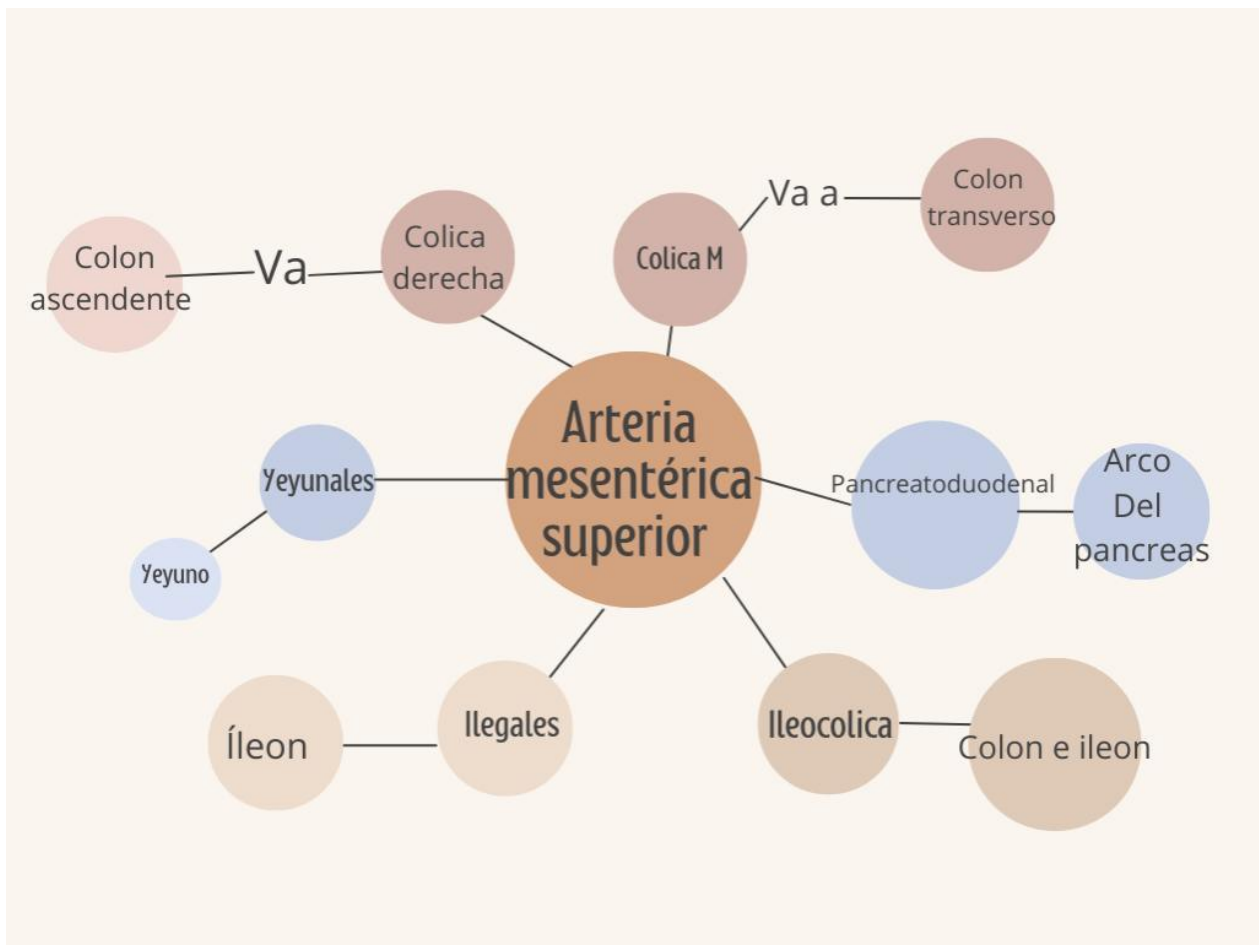 Colon
transverso
Va a
Colica
derecha
Colica M
Colon
ascendente
Va
Arteria
mesentérica
superior
Yeyunales
Yeyuno
Pancreatoduodenal
Arco
Del
pancreas
Ilegales
Íleon
Ileocolica
Colon e ileon